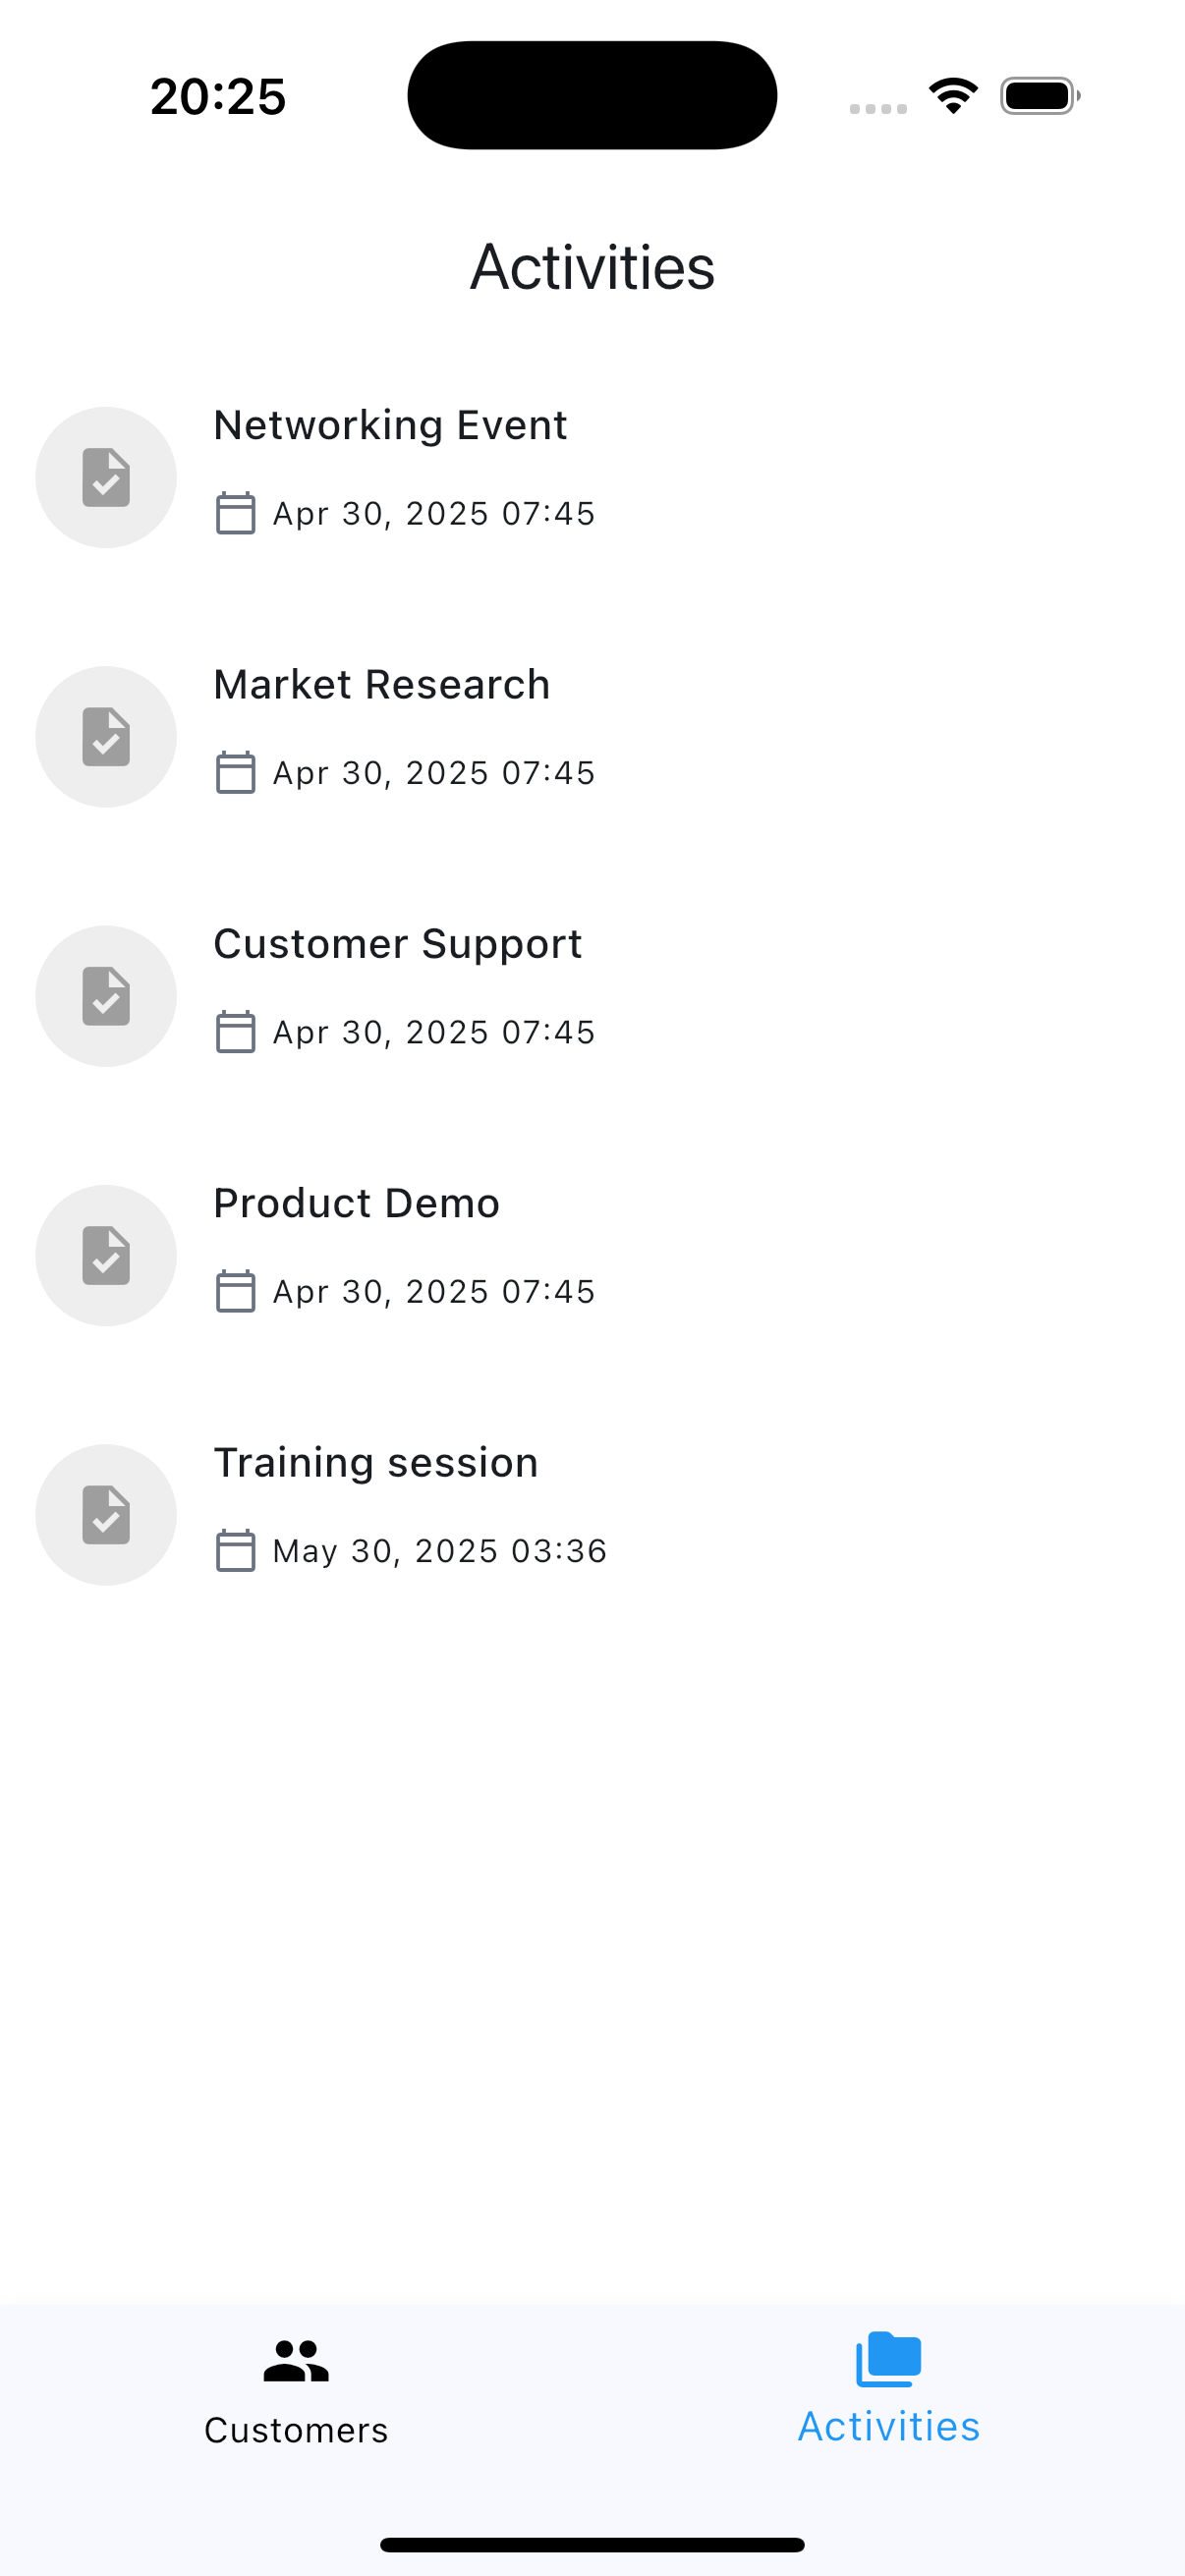 20:25
Activities
Networking Event
Apr 30, 2025 07:45
Market Research
Apr 30, 2025 07:45
Customer Support
Apr 30, 2025 07:45
Product Demo
Apr 30, 2025 07:45
Training session
May 30, 2025 03:36
Customers
Activities